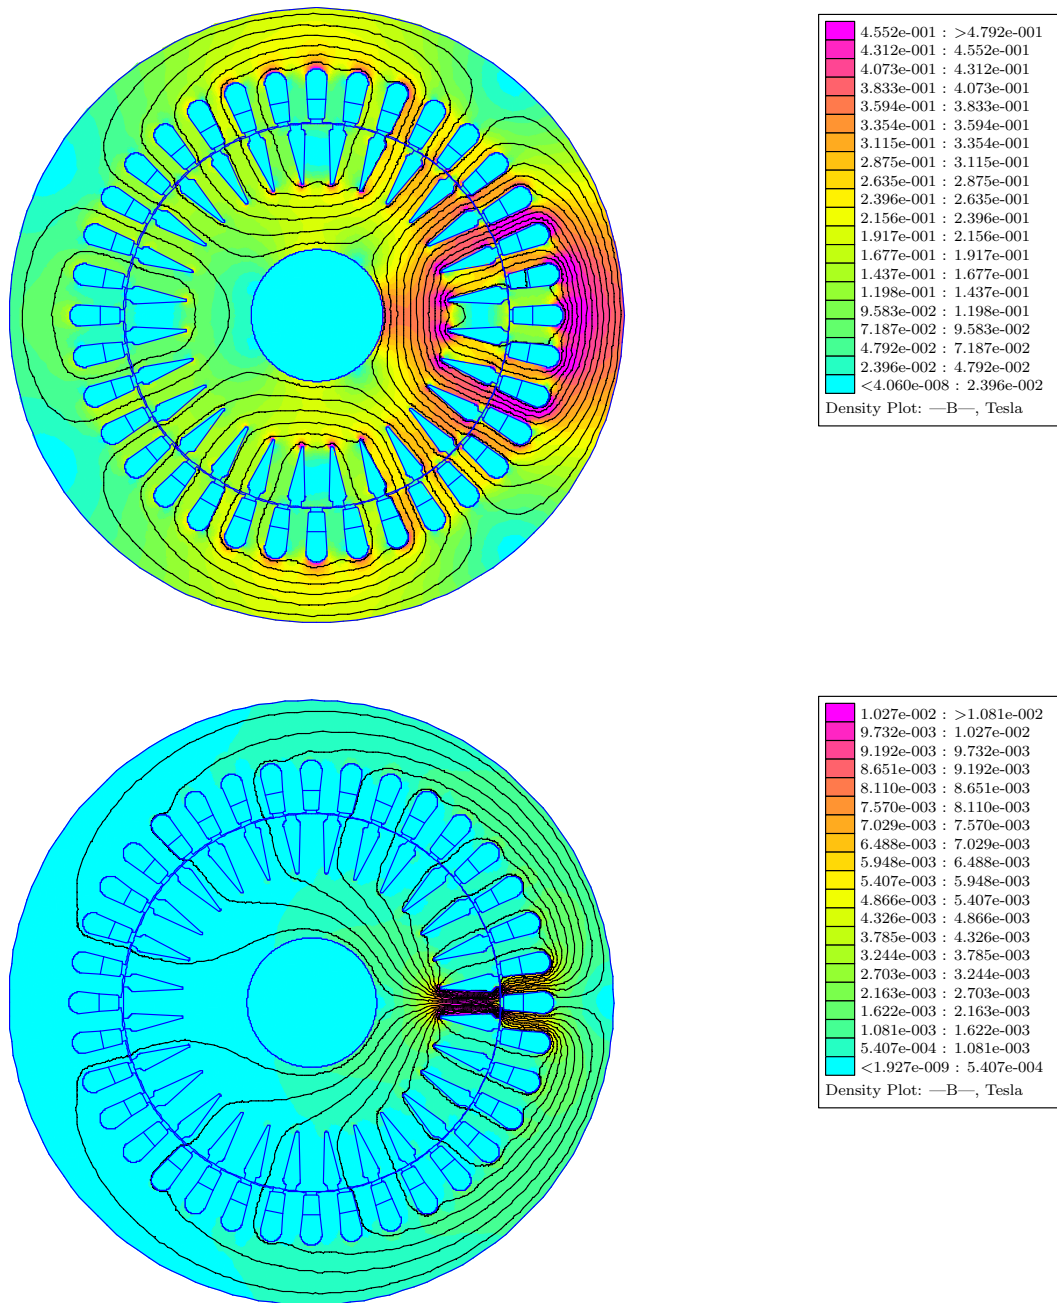 4.552e-001 : >4.792e-001
4.312e-001 : 4.552e-001
4.073e-001 : 4.312e-001
3.833e-001 : 4.073e-001
3.594e-001 : 3.833e-001
3.354e-001 : 3.594e-001
3.115e-001 : 3.354e-001
2.875e-001 : 3.115e-001
2.635e-001 : 2.875e-001
2.396e-001 : 2.635e-001
2.156e-001 : 2.396e-001
1.917e-001 : 2.156e-001
1.677e-001 : 1.917e-001
1.437e-001 : 1.677e-001
1.198e-001 : 1.437e-001
9.583e-002 : 1.198e-001
7.187e-002 : 9.583e-002
4.792e-002 : 7.187e-002
2.396e-002 : 4.792e-002
<4.060e-008 : 2.396e-002
Density Plot: —B—, Tesla
1.027e-002 : >1.081e-002
9.732e-003 : 1.027e-002
9.192e-003 : 9.732e-003
8.651e-003 : 9.192e-003
8.110e-003 : 8.651e-003
7.570e-003 : 8.110e-003
7.029e-003 : 7.570e-003
6.488e-003 : 7.029e-003
5.948e-003 : 6.488e-003
5.407e-003 : 5.948e-003
4.866e-003 : 5.407e-003
4.326e-003 : 4.866e-003
3.785e-003 : 4.326e-003
3.244e-003 : 3.785e-003
2.703e-003 : 3.244e-003
2.163e-003 : 2.703e-003
1.622e-003 : 2.163e-003
1.081e-003 : 1.622e-003
5.407e-004 : 1.081e-003
<1.927e-009 : 5.407e-004
Density Plot: —B—, Tesla